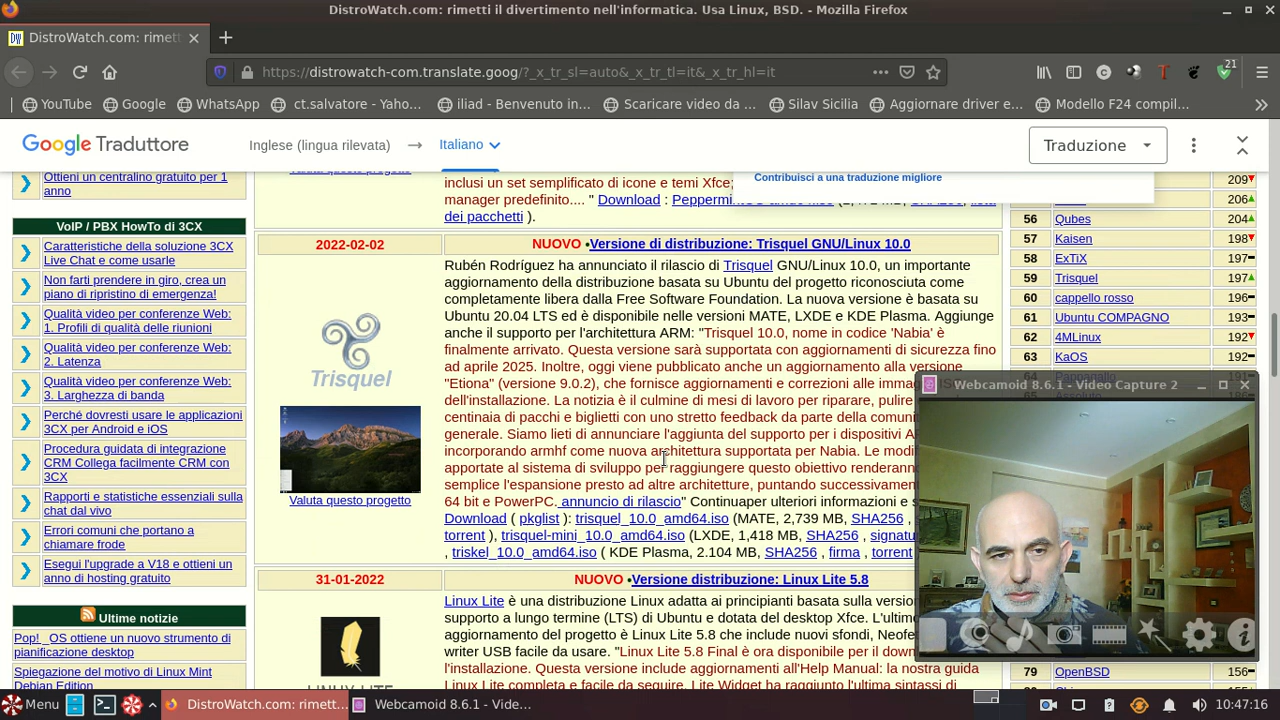 DistroWatch.com: rimetti il divertimento nell'informatica. Usa Linux, BSD. - Mozilla Firefox
DistroWatch.com: rimett
https://distrowatch-com.translate.goog/?_x_tr_sl=auto&_x_tr_tl=it&_x_tr_hl=it
21
YouTube
Google
WhatsApp
ct.salvatore - Yaho…
iliad - Benvenuto in…
Scaricare video da …
Silav Sicilia
Aggiornare driver e…
Modello F24 compil…
Google Traduttore
Inglese (lingua rilevata)
Italiano
Traduzione
Contribuisci a una traduzione migliore
Ottieni un centralino gratuito per 1
anno
VoIP / PBX HowTo di 3CX
Caratteristiche della soluzione 3CX
Live Chat e come usarle
Non farti prendere in giro, crea un
piano di ripristino di emergenza!
Qualità video per conferenze Web:
1. Profili di qualità delle riunioni
Qualità video per conferenze Web:
2. Latenza
Qualità video per conferenze Web:
3. Larghezza di banda
Perché dovresti usare le applicazioni
3CX per Android e iOS
Procedura guidata di integrazione
CRM Collega facilmente CRM con
3CX
Rapporti e statistiche essenziali sulla
chat dal vivo
Errori comuni che portano a
chiamare frode
Esegui l'upgrade a V18 e ottieni un
anno di hosting gratuito
Ultime notizie
Pop!_OS ottiene un nuovo strumento di
pianificazione desktop
Spiegazione del motivo di Linux Mint
Debian Edition
Valuta questo progetto
inclusi un set semplificato di icone e temi Xfce;
manager predefinito.... " Download :
dei pacchetti ).
2022-02-02
NUOVO •Versione di distribuzione: Trisquel GNU/Linux 10.0
Trisquel
Valuta questo progetto
Rubén Rodríguez ha annunciato il rilascio di Trisquel GNU/Linux 10.0, un importante
aggiornamento della distribuzione basata su Ubuntu del progetto riconosciuta come
completamente libera dalla Free Software Foundation. La nuova versione è basata su
Ubuntu 20.04 LTS ed è disponibile nelle versioni MATE, LXDE e KDE Plasma. Aggiunge
anche il supporto per l'architettura ARM: "Trisquel 10.0, nome in codice 'Nabia' è
finalmente arrivato. Questa versione sarà supportata con aggiornamenti di sicurezza fino
ad aprile 2025. Inoltre, oggi viene pubblicato anche un aggiornamento alla versione
"Etiona" (versione 9.0.2), che fornisce aggiornamenti e correzioni alle
dell'installazione. La notizia è il culmine di mesi di lavoro per riparare, pulire
centinaia di pacchetti e biglietti con uno stretto feedback da parte della
generale. Siamo lieti di annunciare l'aggiunta del supporto per i dispositivi
incorporando armhf come nuova architettura supportata per Nabia. Le
apportate al sistema di sviluppo per raggiungere questo obiettivo
semplice l'espansione presto ad altre architetture, puntando
64 bit e PowerPC. annuncio di rilascio" Continuaper ulteriori informazioni e
Download ( pkglist ): trisquel_10.0_amd64.iso (MATE, 2,739 MB, SHA256 ,
torrent ), trisquel-mini_10.0_amd64.iso (LXDE, 1,418 MB, SHA256 ,
, triskel_10.0_amd64.iso ( KDE Plasma, 2.104 MB, SHA256 , firma , torrent
31-01-2022
NUOVO •Versione distribuzione: Linux Lite 5.8
Linux Lite è una distribuzione Linux adatta ai principianti basata sulla
supporto a lungo termine (LTS) di Ubuntu e dotata del desktop Xfce.
aggiornamento del progetto è Linux Lite 5.8 che include nuovi sfondi,
writer USB facile da usare. "Linux Lite 5.8 Final è ora disponibile per il
l'installazione. Questa versione include aggiornamenti all'Help Manual: la nostra guida
Linux Lite completa e facile da seguire. Lite Widget ha raggiunto l'ultima sintassi di
209
206
56 Qubes 204
57 Kaisen 198
58 ExTiX 197
59 Trisquel 197
60 cappello rosso 196
61 Ubuntu COMPAGNO 193
62 4MLinux 192
63 KaOS 192
Webcamoid 8.6.1 - Video Capture 2
79 OpenBSD 156
Menu
DistroWatch.com: rimett…
Webcamoid 8.6.1 - Vide…
10:47:16